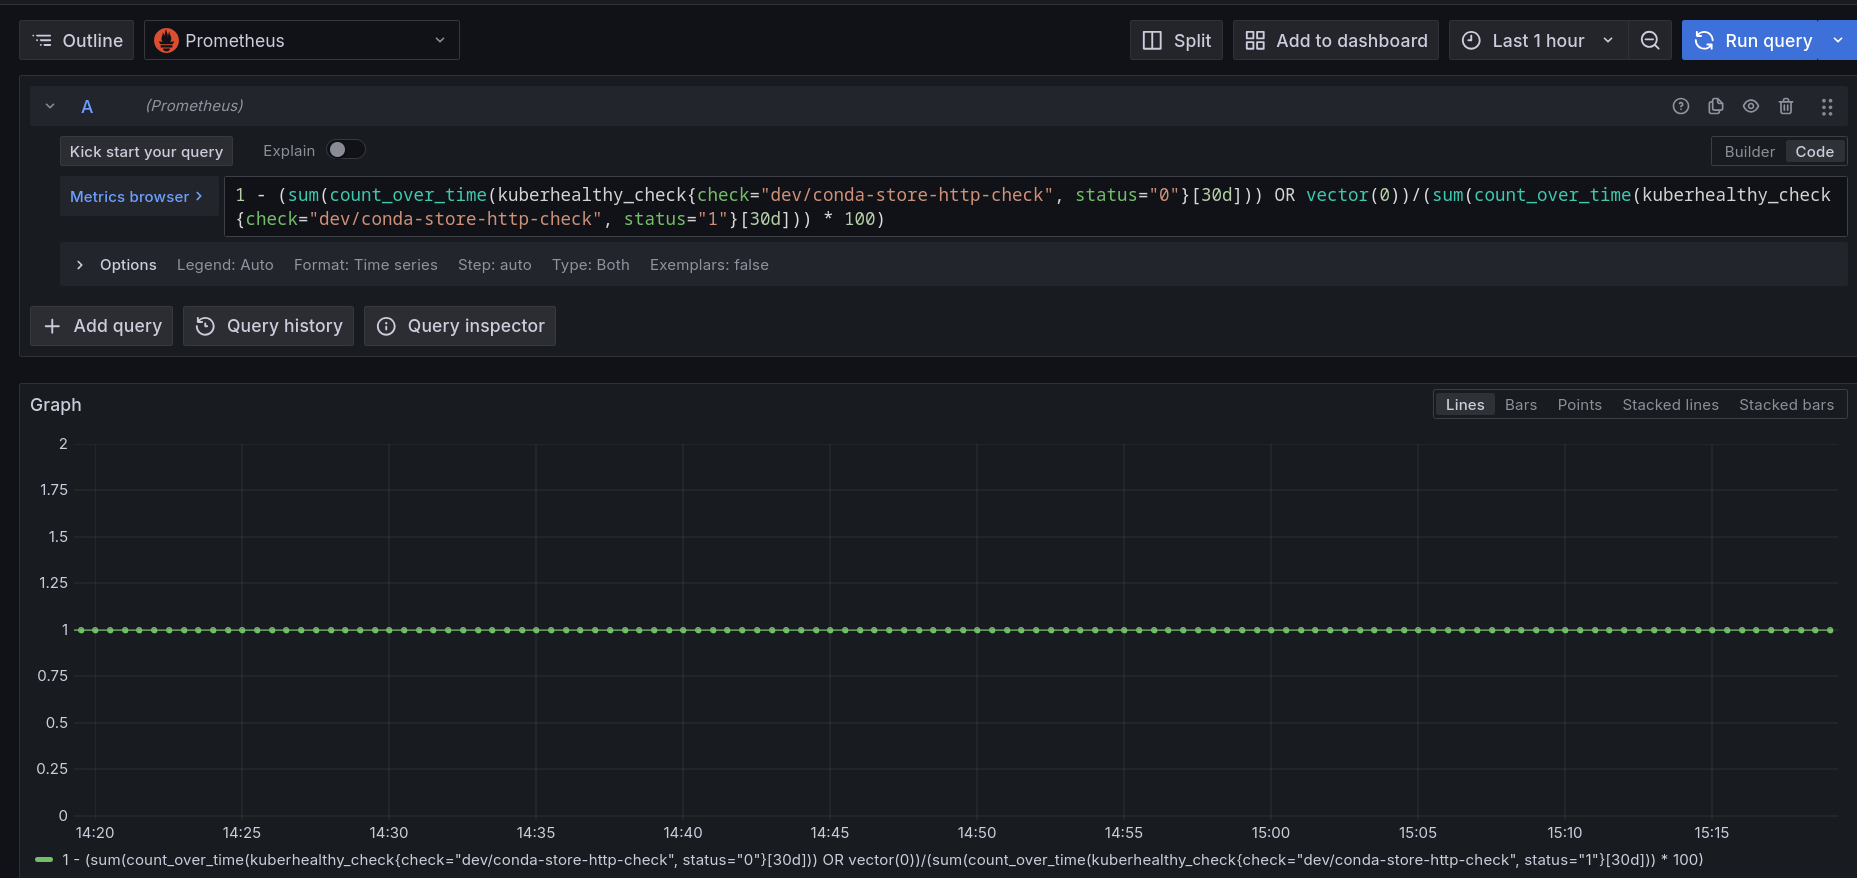 Outline
Prometheus
Split
Add to dashboard
Last 1 hour
Run query
A
(Prometheus)
Kick start your query
Explain
Builder
Code
Metrics browser >
1 - (sum(count_over_time(kuberhealthy_check{check="dev/conda-store-http-check", status="0"}[30d])) OR vector(0))/(sum(count_over_time(kuberhealthy_check
{check="dev/conda-store-http-check", status="1"}[30d])) * 100)
Options
Legend: Auto
Format: Time series
Step: auto
Type: Both
Exemplars: false
Add query
Query history
Query inspector
Graph
Lines
Bars
Points
Stacked lines
Stacked bars
2
1.75
1.5
1.25
1
0.75
0.5
0.25
0
14:20
14:25
14:30
14:35
14:40
14:45
14:50
14:55
15:00
15:05
15:10
15:15
1 - (sum(count_over_time(kuberhealthy_check{check="dev/conda-store-http-check", status="0"}[30d])) OR vector(0))/(sum(count_over_time(kuberhealthy_check{check="dev/conda-store-http-check", status="1"}[30d])) * 100)